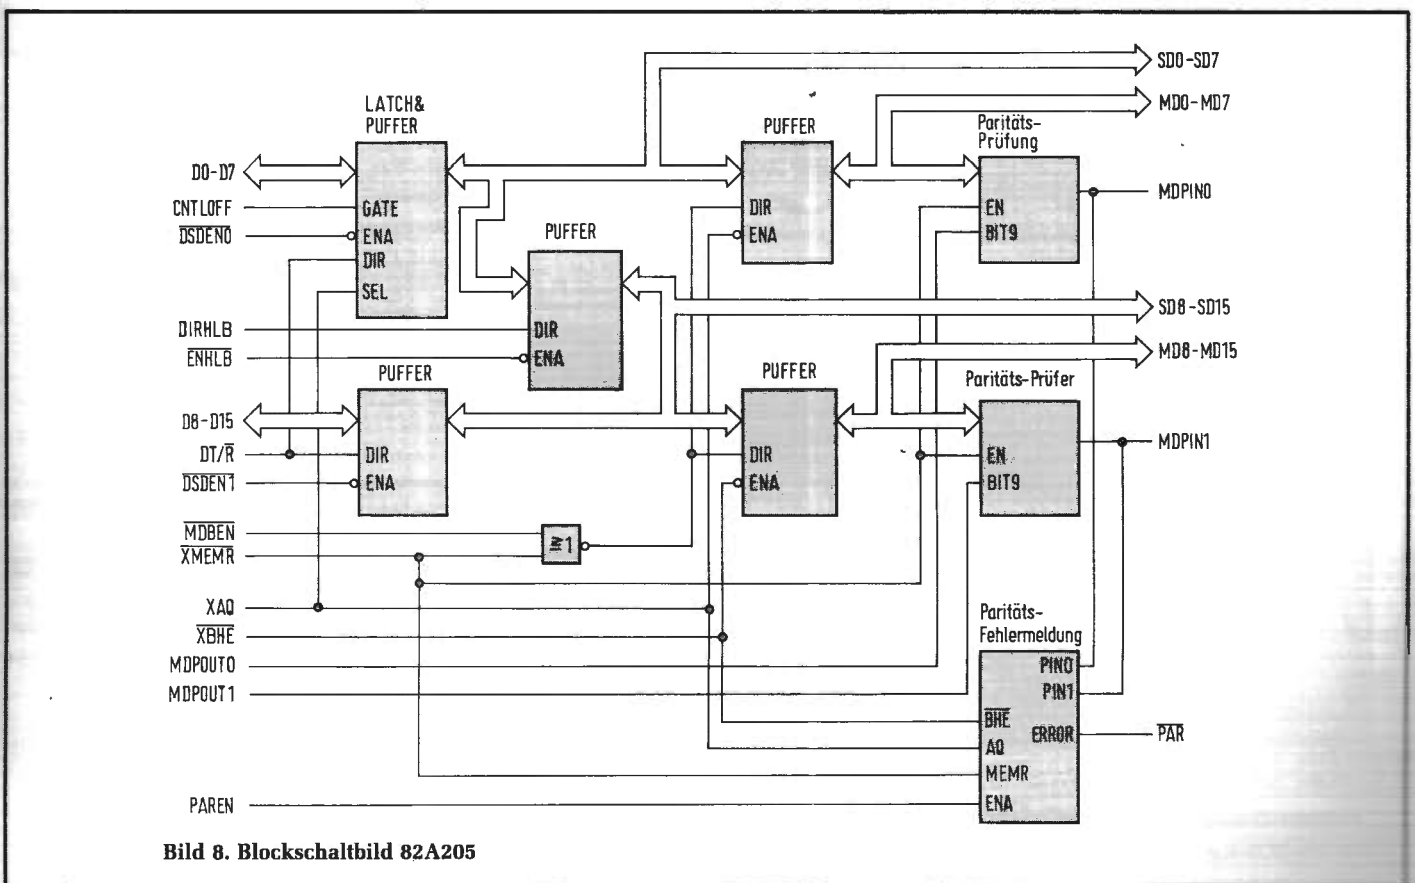 SD0-SD7
MD0-MD7
LATCH&
PUFFER
PUFFER
Paritäts-
Prüfung
D0-D7
MDPIN0
CNTLOFF
GATE
DIR
EN
DSDEN0
ENA
ENA
BIT9
PUFFER
DIR
SEL
SD8-SD15
DIRHLB
DIR
ENHLB
ENA
MD8-MD15
PUFFER
PUFFER
Paritäts-Prüfer
D8-D15
MDPIN1
DT/R
DIR
DIR
EN
DSDEN1
ENA
ENA
BIT9
MDBEN
≥1
XMEMR
XA0
Paritäts-
Fehlermeldung
XBHE
MDPOUT0
PIN0
MDPOUT1
PIN1
BHE
ERROR
PAR
A0
MEMR
PAREN
ENA
Bild 8. Blockschaltbild 82A205